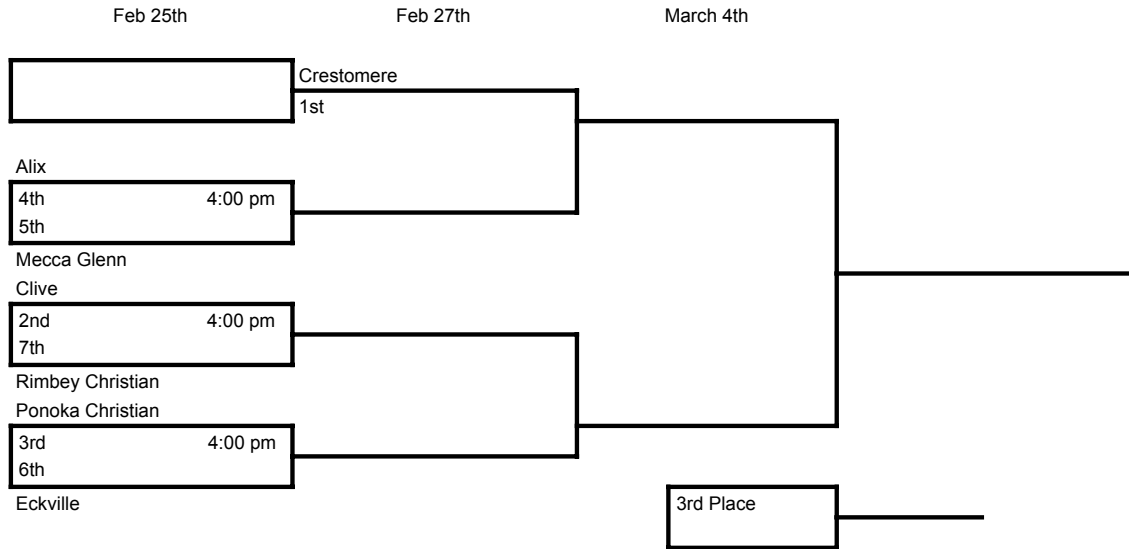 Feb 25th Feb 27th March 4th
Crestomere
1st
Alix
4th 4:00 pm
5th
Mecca Glenn
Clive
2nd 4:00 pm
7th
Rimbey Christian
Ponoka Christian
3rd 4:00 pm
6th
Eckville
3rd Place